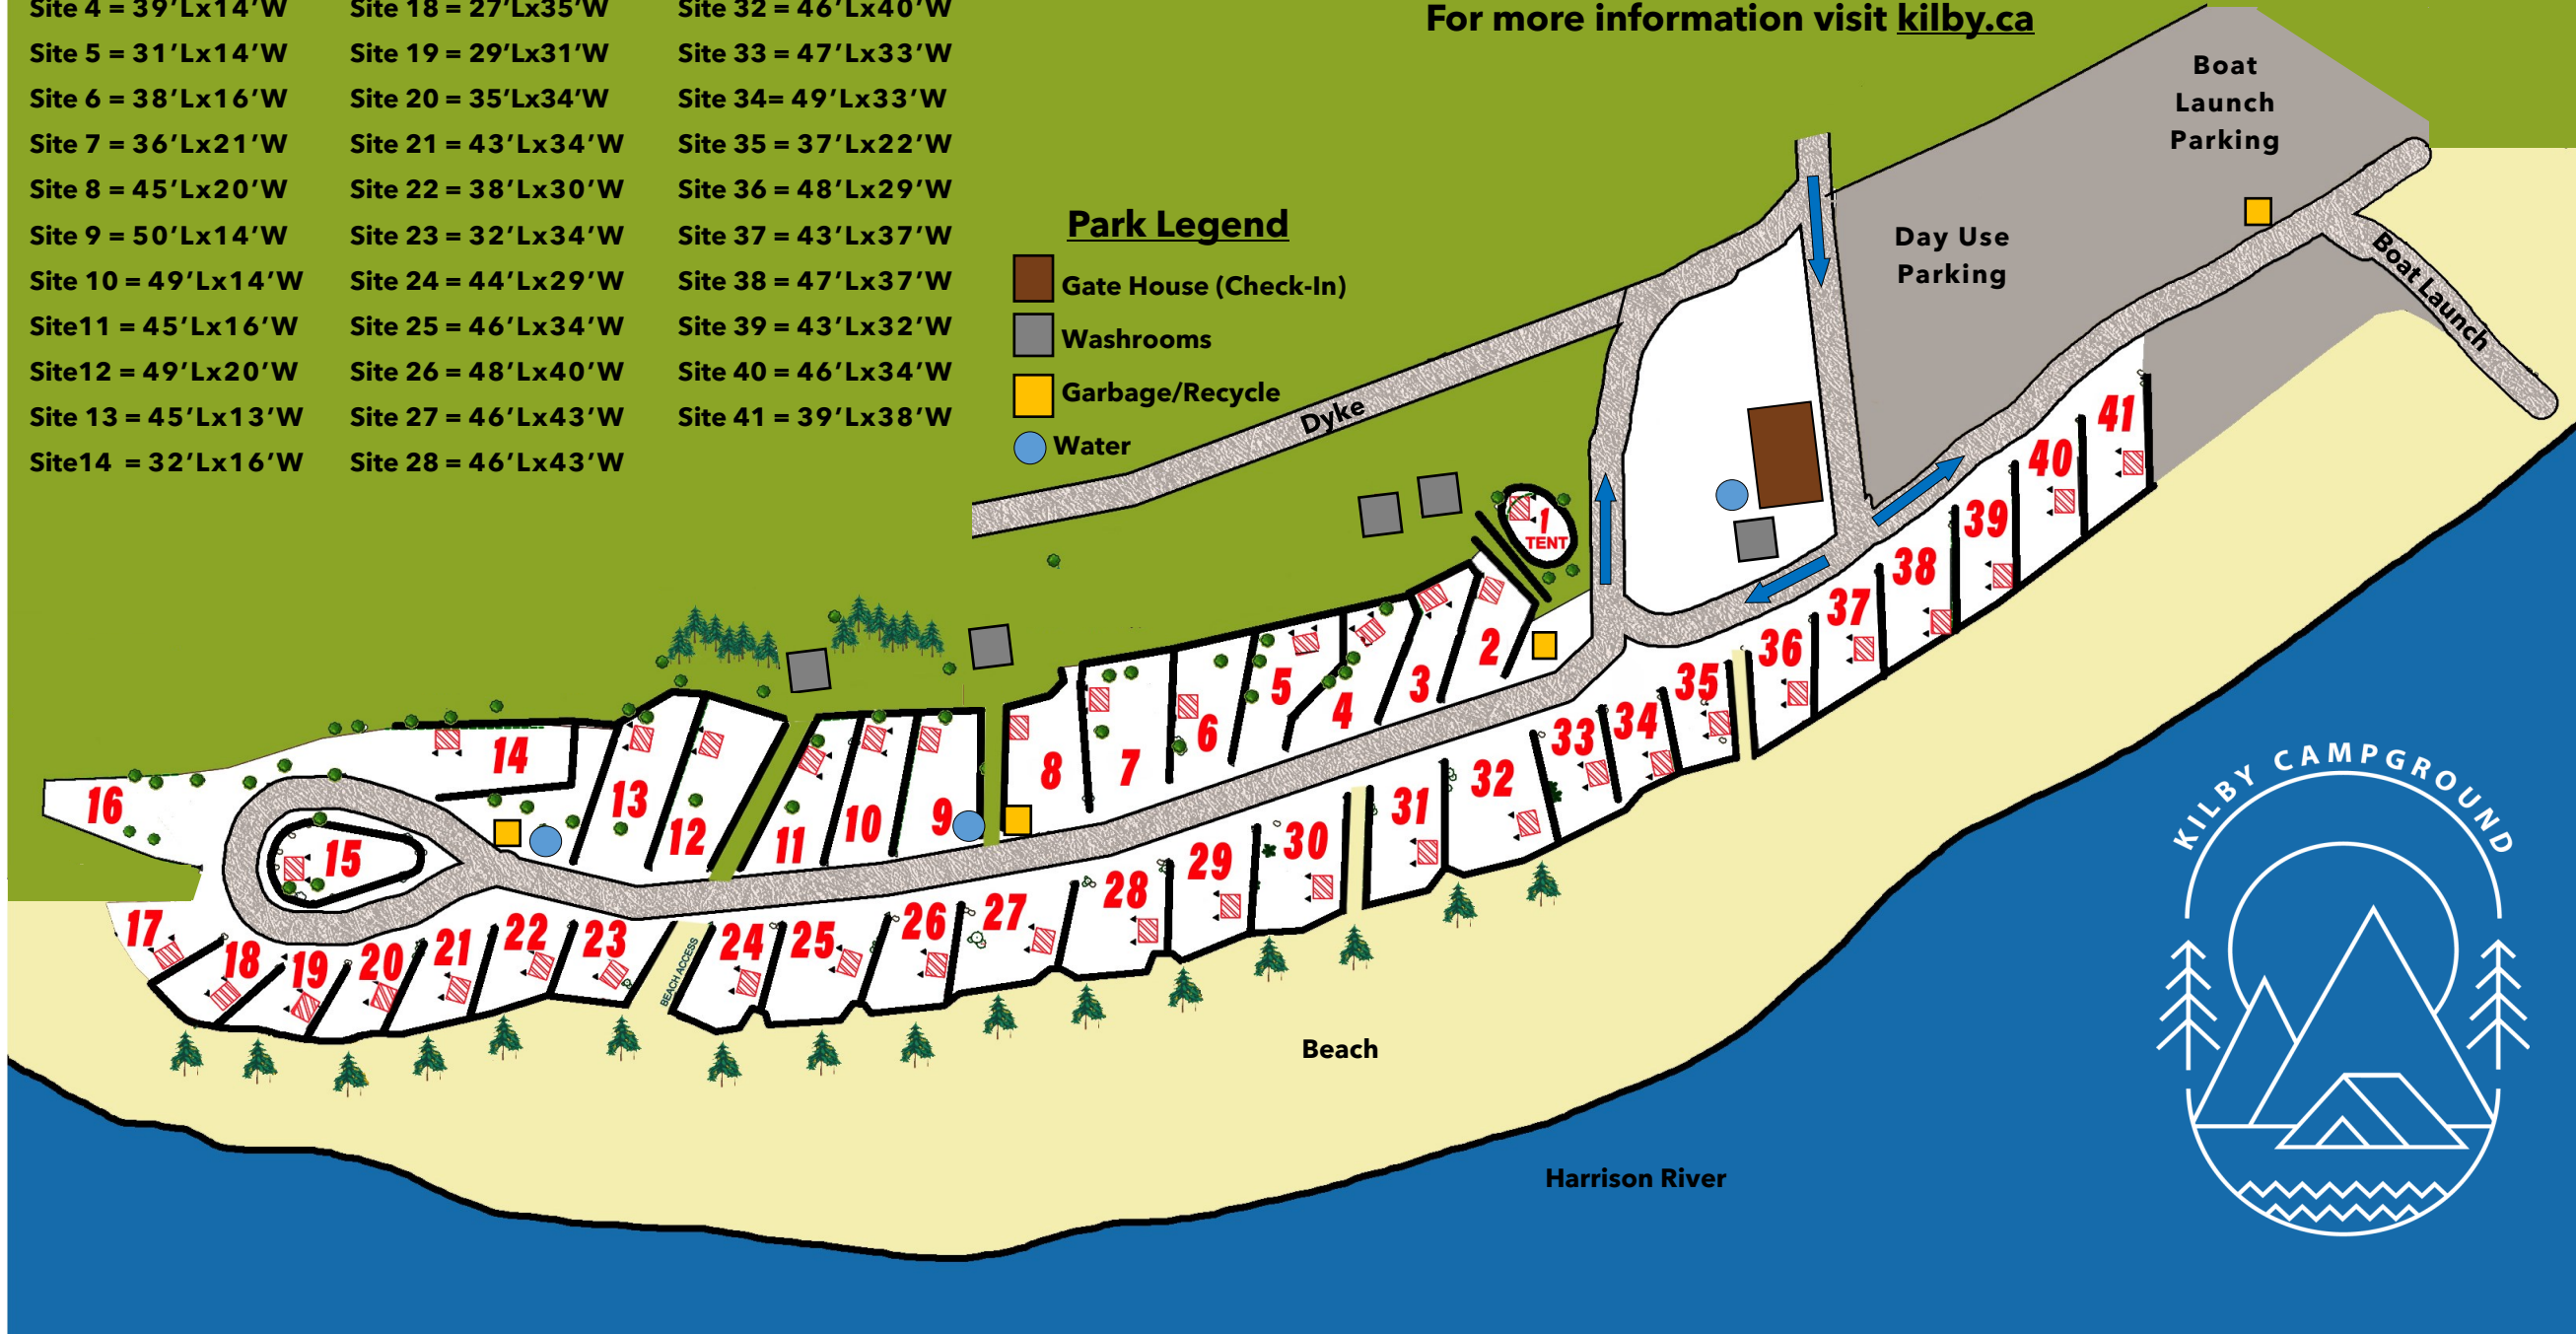 Site 4 = 39'Lx14'W
Site 5 = 31'Lx14'W
Site 6 = 38'Lx16'W
Site 7 = 36'Lx21'W
Site 8 = 45'Lx20'W
Site 9 = 50'Lx14'W
Site 10 = 49'Lx14'W
Site11 = 45'Lx16'W
Site12 = 49'Lx20'W
Site 13 = 45'Lx13'W
Site14 = 32'Lx16'W
Site 18 = 27'Lx35'W
Site 19 = 29'Lx31'W
Site 20 = 35'Lx34'W
Site 21 = 43'Lx34'W
Site 22 = 38'Lx30'W
Site 23 = 32'Lx34'W
Site 24 = 44'Lx29'W
Site 25 = 46'Lx34'W
Site 26 = 48'Lx40'W
Site 27 = 46'Lx43'W
Site 28 = 46'Lx43'W
Site 32 = 46'Lx40'W
Site 33 = 47'Lx33'W
Site 34= 49'Lx33'W
Site 35 = 37'Lx22'W
Site 36 = 48'Lx29'W
Site 37 = 43'Lx37'W
Site 38 = 47'Lx37'W
Site 39 = 43'Lx32'W
Site 40 = 46'Lx34'W
Site 41 = 39'Lx38'W
For more information visit kilby.ca
Park Legend
Gate House (Check-In)
Washrooms
Garbage/Recycle
Water
Boat
Launch
Parking
Day Use
Parking
Boat Launch
Dyke
1
TENT
2
3
4
5
6
7
8
9
10
11
12
13
14
15
16
17
18
19
20
21
22
23
BEACH ACCESS
24
25
26
27
28
29
30
31
32
33
34
35
36
37
38
39
40
41
Beach
Harrison River
KILBY CAMPGROUND